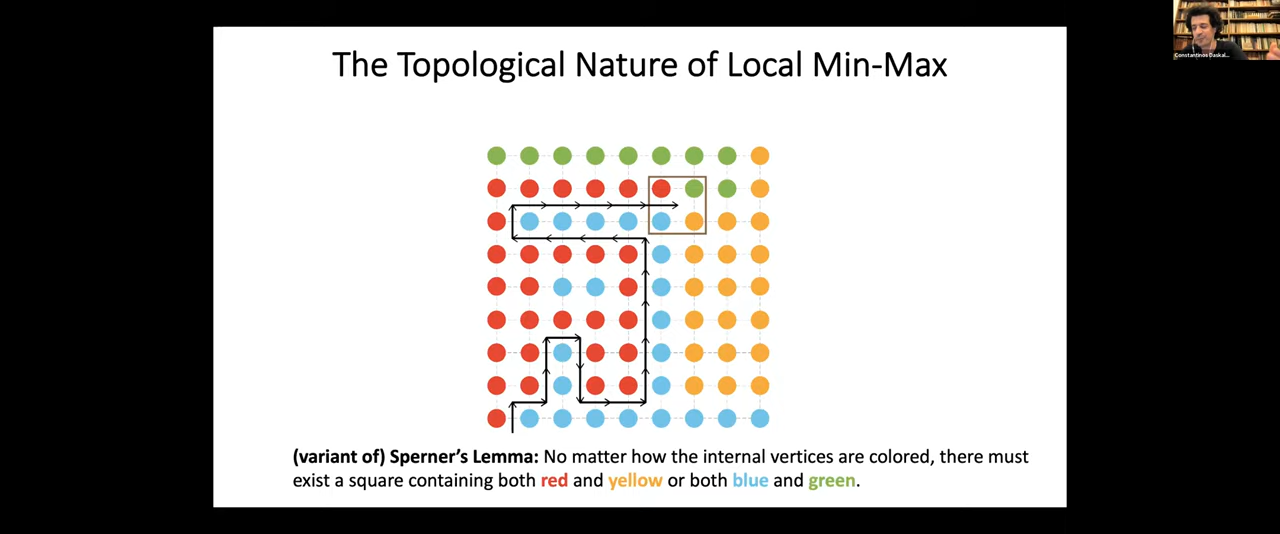 The Topological Nature of Local Min-Max
Constantinos Daskal...
(variant of) Sperner's Lemma: No matter how the internal vertices are colored, there must
exist a square containing both red and yellow or both blue and green.